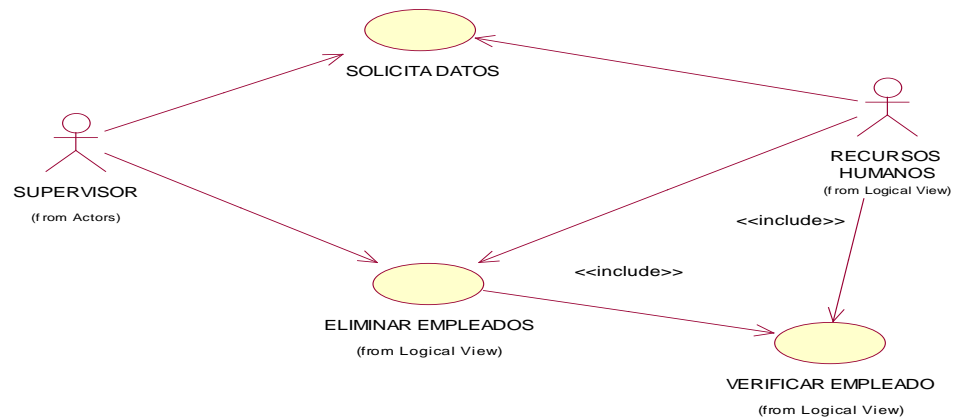 SOLICITA DATOS
SUPERVISOR
(from Actors)
RECURSOS
HUMANOS
(from Logical View)
<<include>>
<<include>>
ELIMINAR EMPLEADOS
(from Logical View)
VERIFICAR EMPLEADO
(from Logical View)